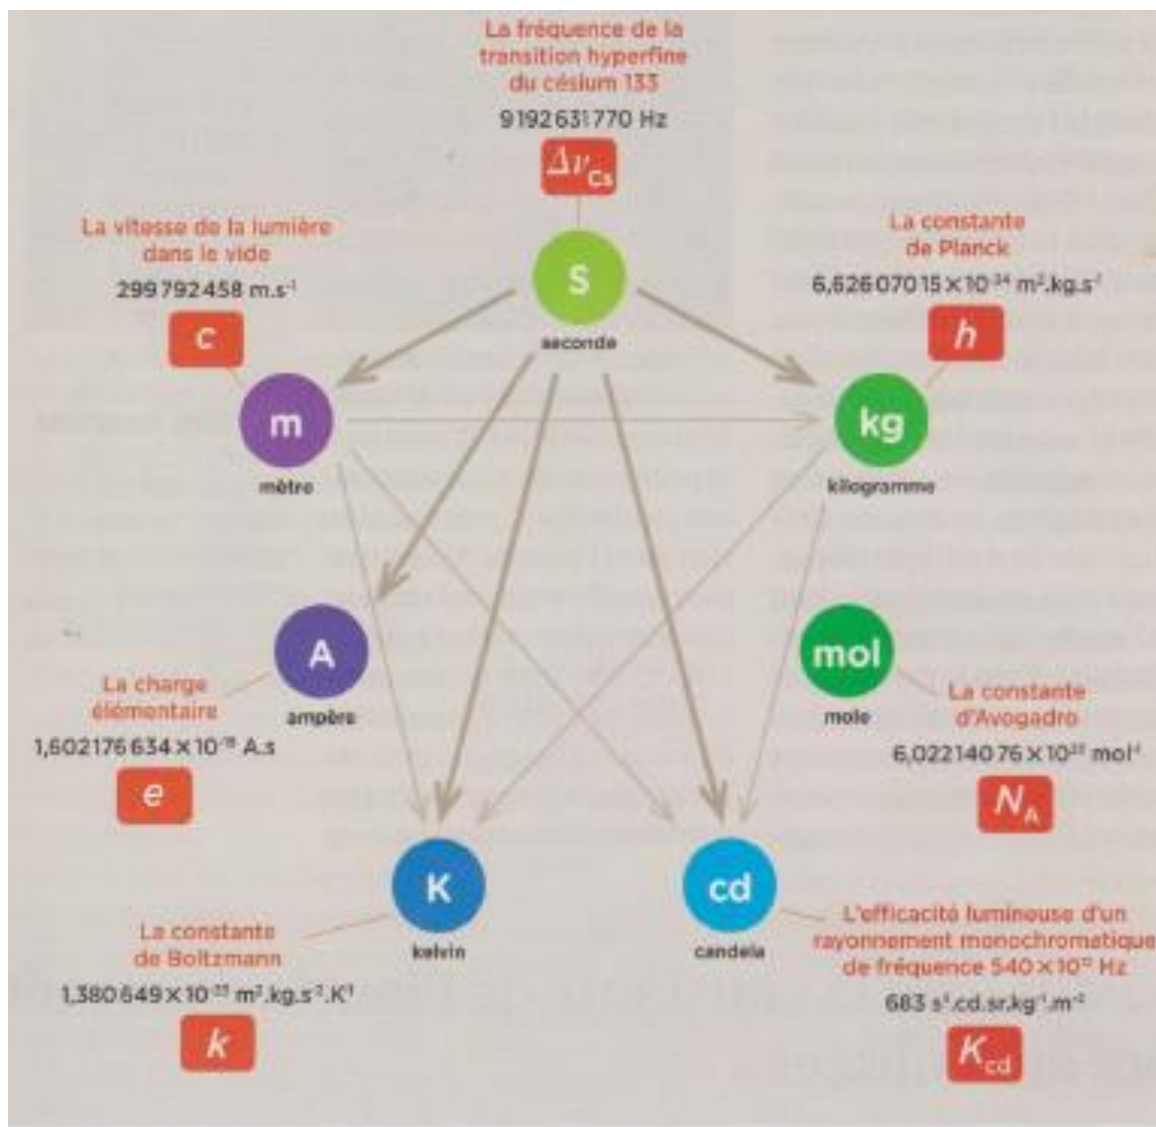 La fréquence de la
transition hyperfine
du césium 133
9192631770 Hz
Δν_Cs
S
seconde
La vitesse de la lumière
dans le vide
299792458 m.s⁻¹
c
m
mètre
La constante
de Planck
6,62607015 × 10⁻³⁴ m².kg.s⁻¹
h
kg
kilogramme
A
ampère
La charge
élémentaire
1,602176634 × 10⁻¹⁹ A.s
e
mol
mole
La constante
d'Avogadro
6,02214076 × 10²³ mol⁻¹
N_A
K
kelvin
La constante
de Boltzmann
1,380649 × 10⁻²³ m².kg.s⁻².K⁻¹
k
cd
candela
L'efficacité lumineuse d'un
rayonnement monochromatique
de fréquence 540 × 10¹² Hz
683 s³.cd.sr.kg⁻¹.m⁻²
K_cd